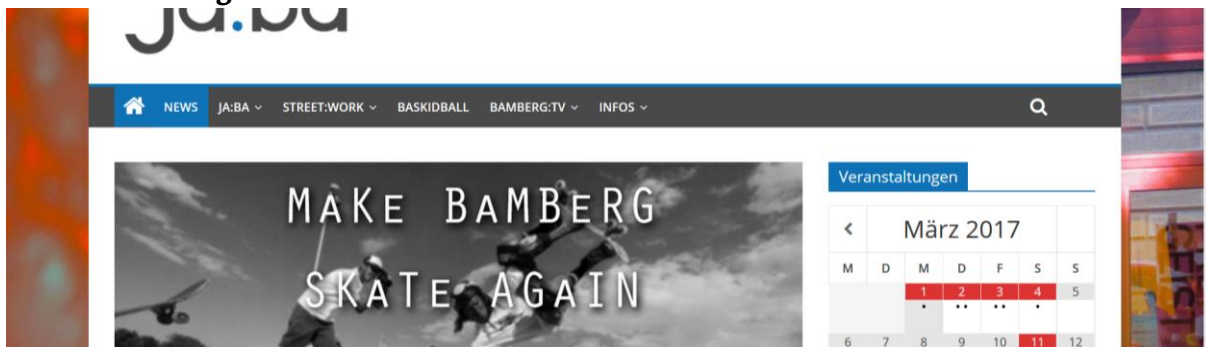 ja:ba
NEWS JA:BA STREET:WORK BASKIDBALL BAMBERG:TV INFOS
MAKE BAMBERG
SKATE AGAIN
Veranstaltungen
März 2017
M D M D F S S
1 2 3 4 5
6 7 8 9 10 11 12